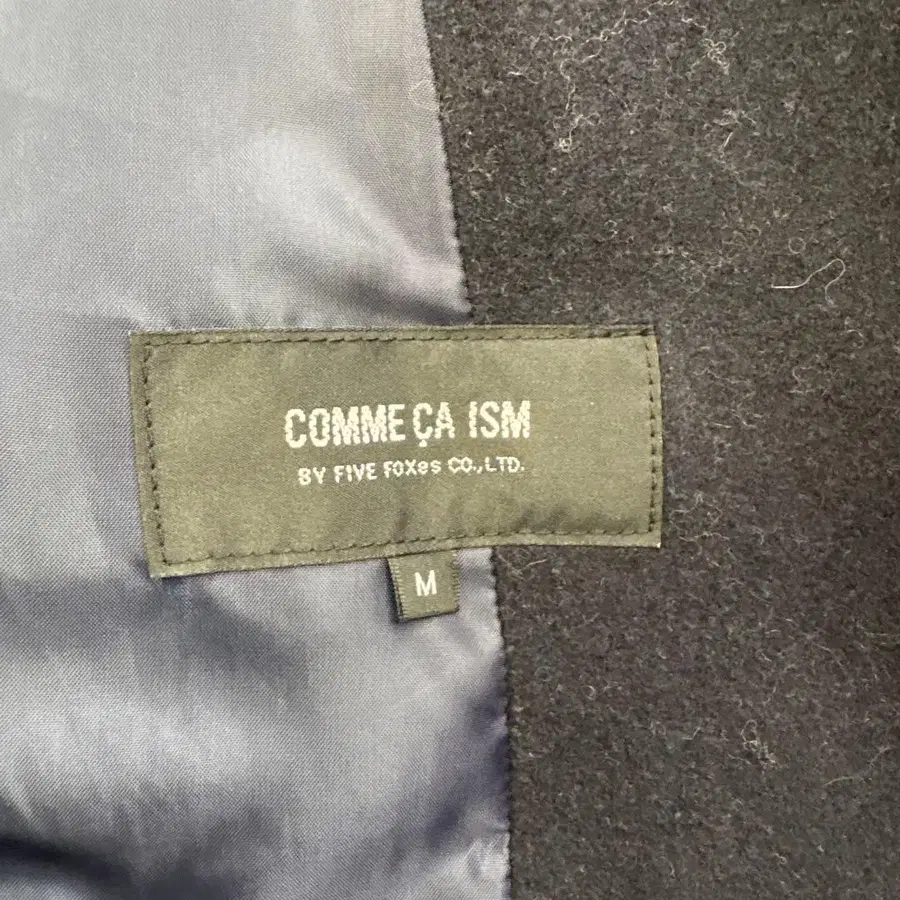 COMME ÇA ISM
BY FIVE FOXes CO.,LTD.
M